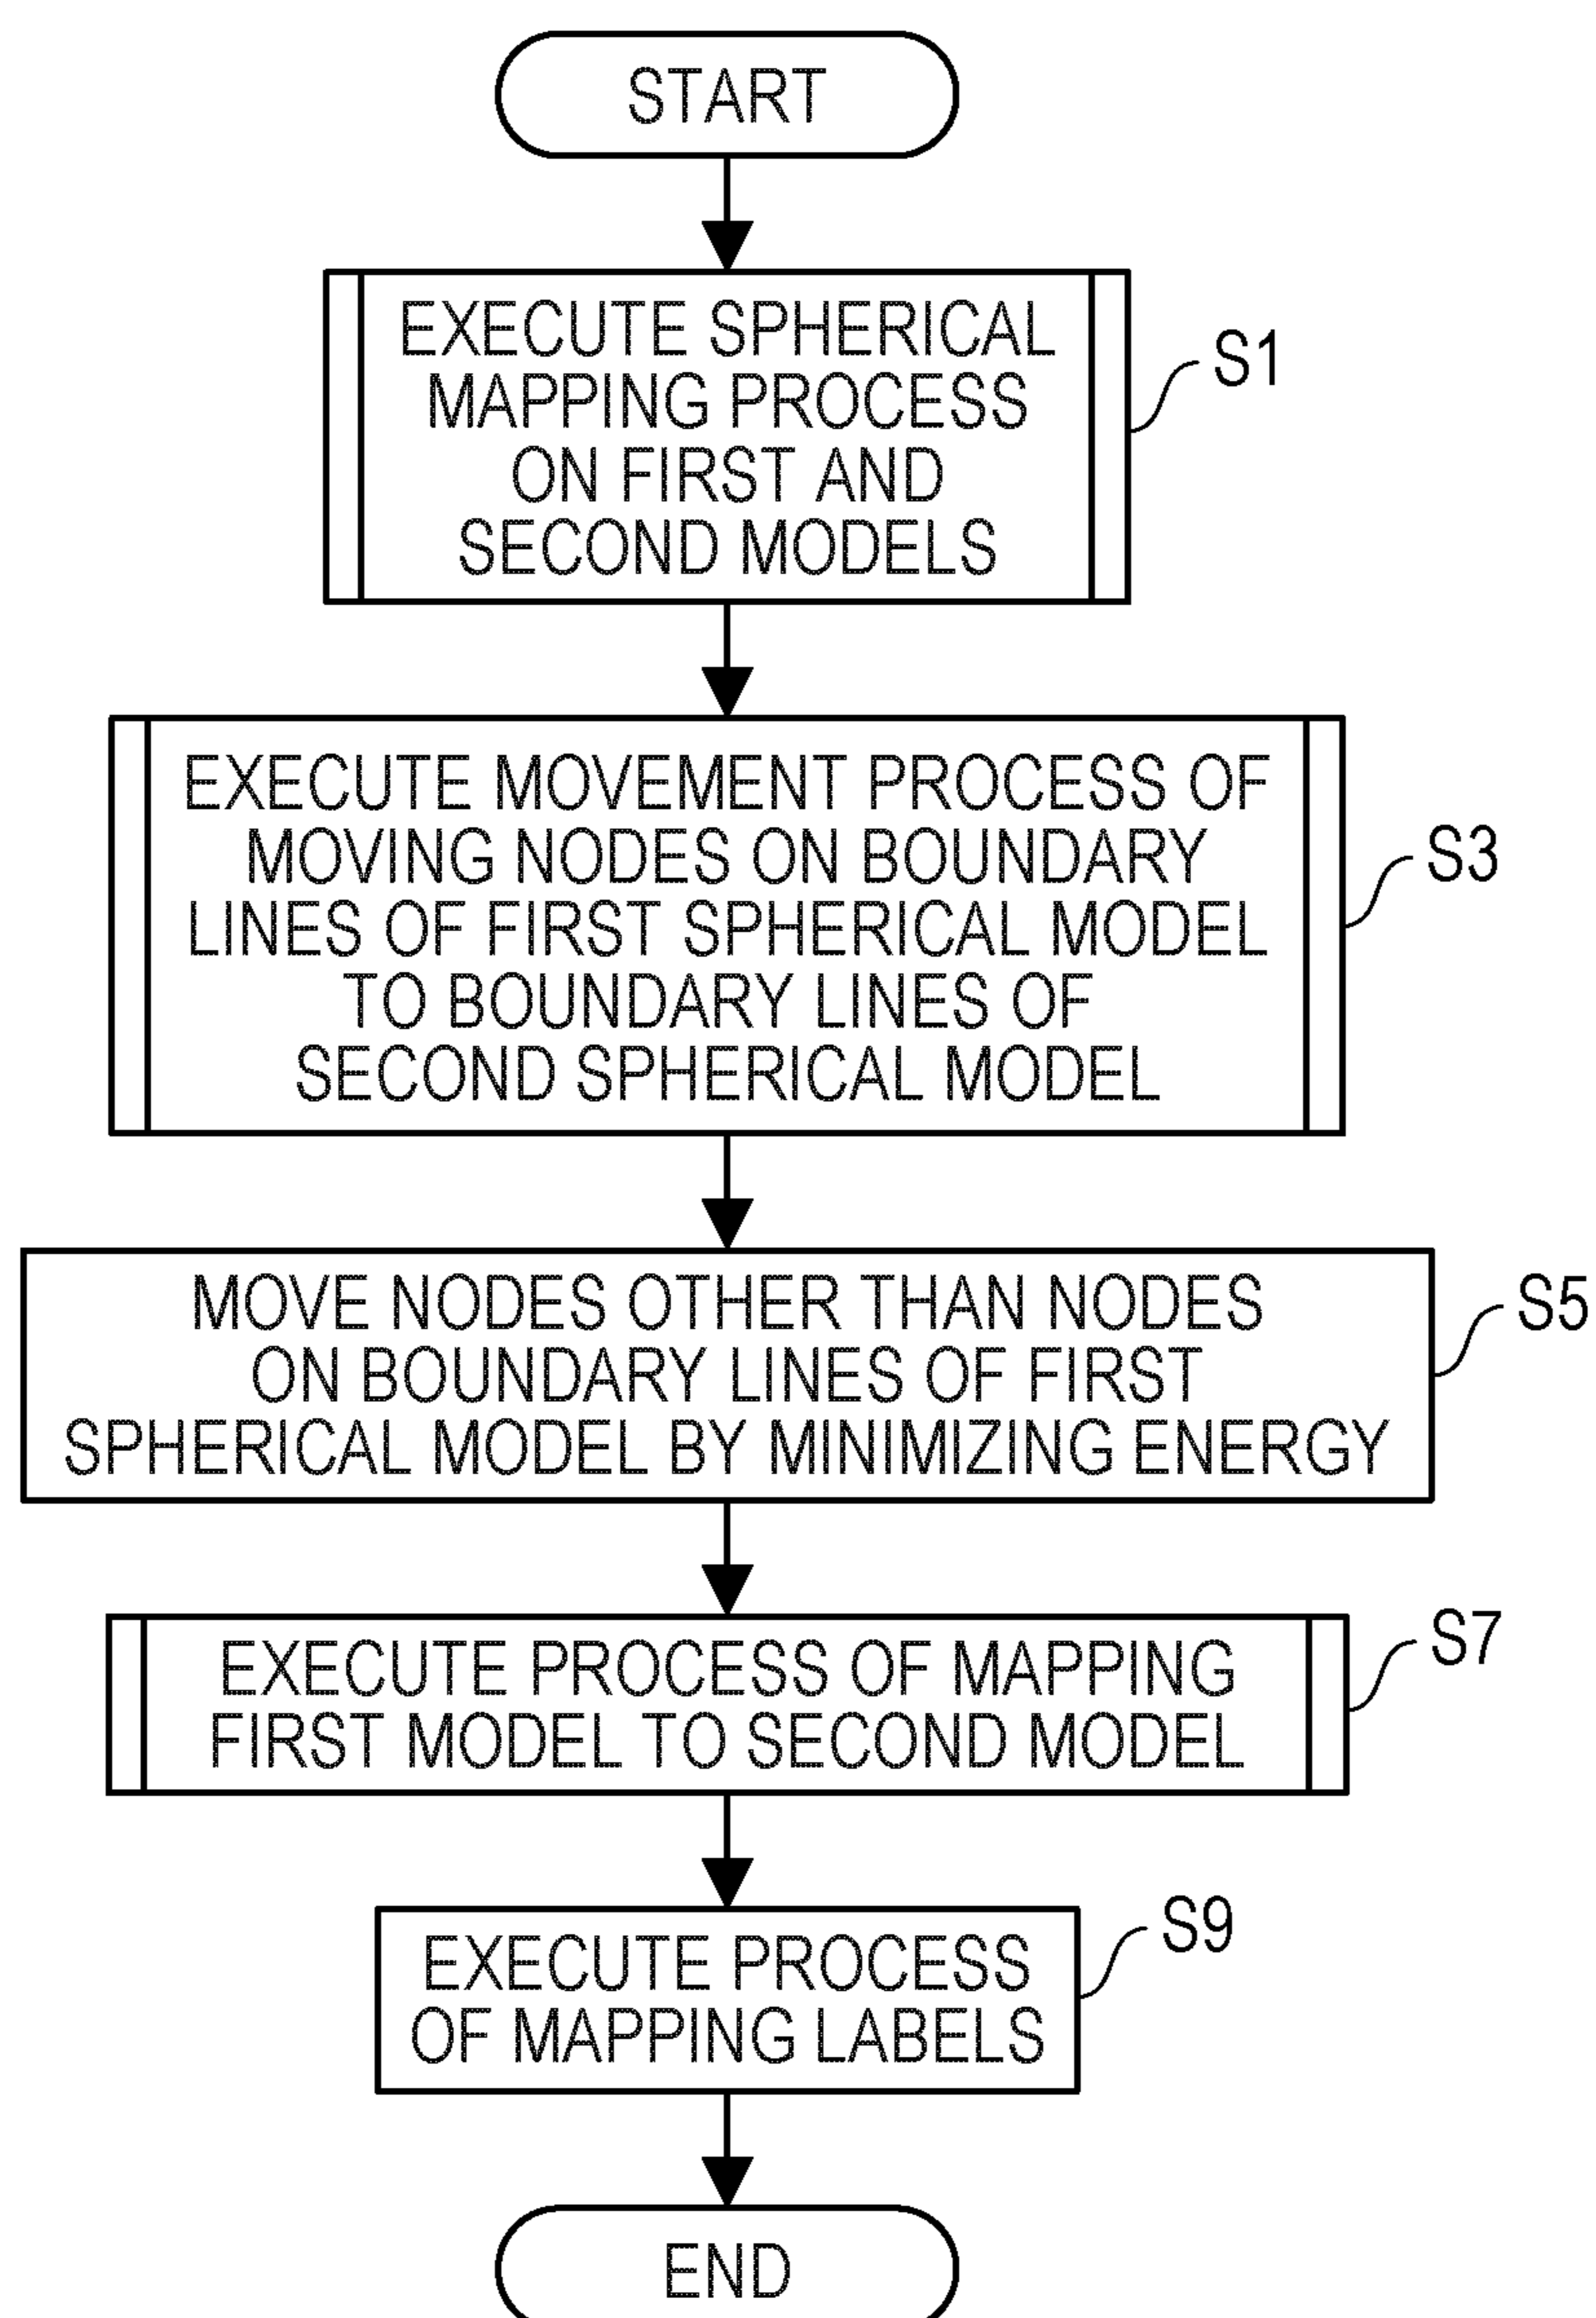 START
EXECUTE SPHERICAL
MAPPING PROCESS
ON FIRST AND
SECOND MODELS
S1
EXECUTE MOVEMENT PROCESS OF
MOVING NODES ON BOUNDARY
LINES OF FIRST SPHERICAL MODEL
TO BOUNDARY LINES OF
SECOND SPHERICAL MODEL
S3
MOVE NODES OTHER THAN NODES
ON BOUNDARY LINES OF FIRST
SPHERICAL MODEL BY MINIMIZING ENERGY
S5
EXECUTE PROCESS OF MAPPING
FIRST MODEL TO SECOND MODEL
S7
EXECUTE PROCESS
OF MAPPING LABELS
S9
END